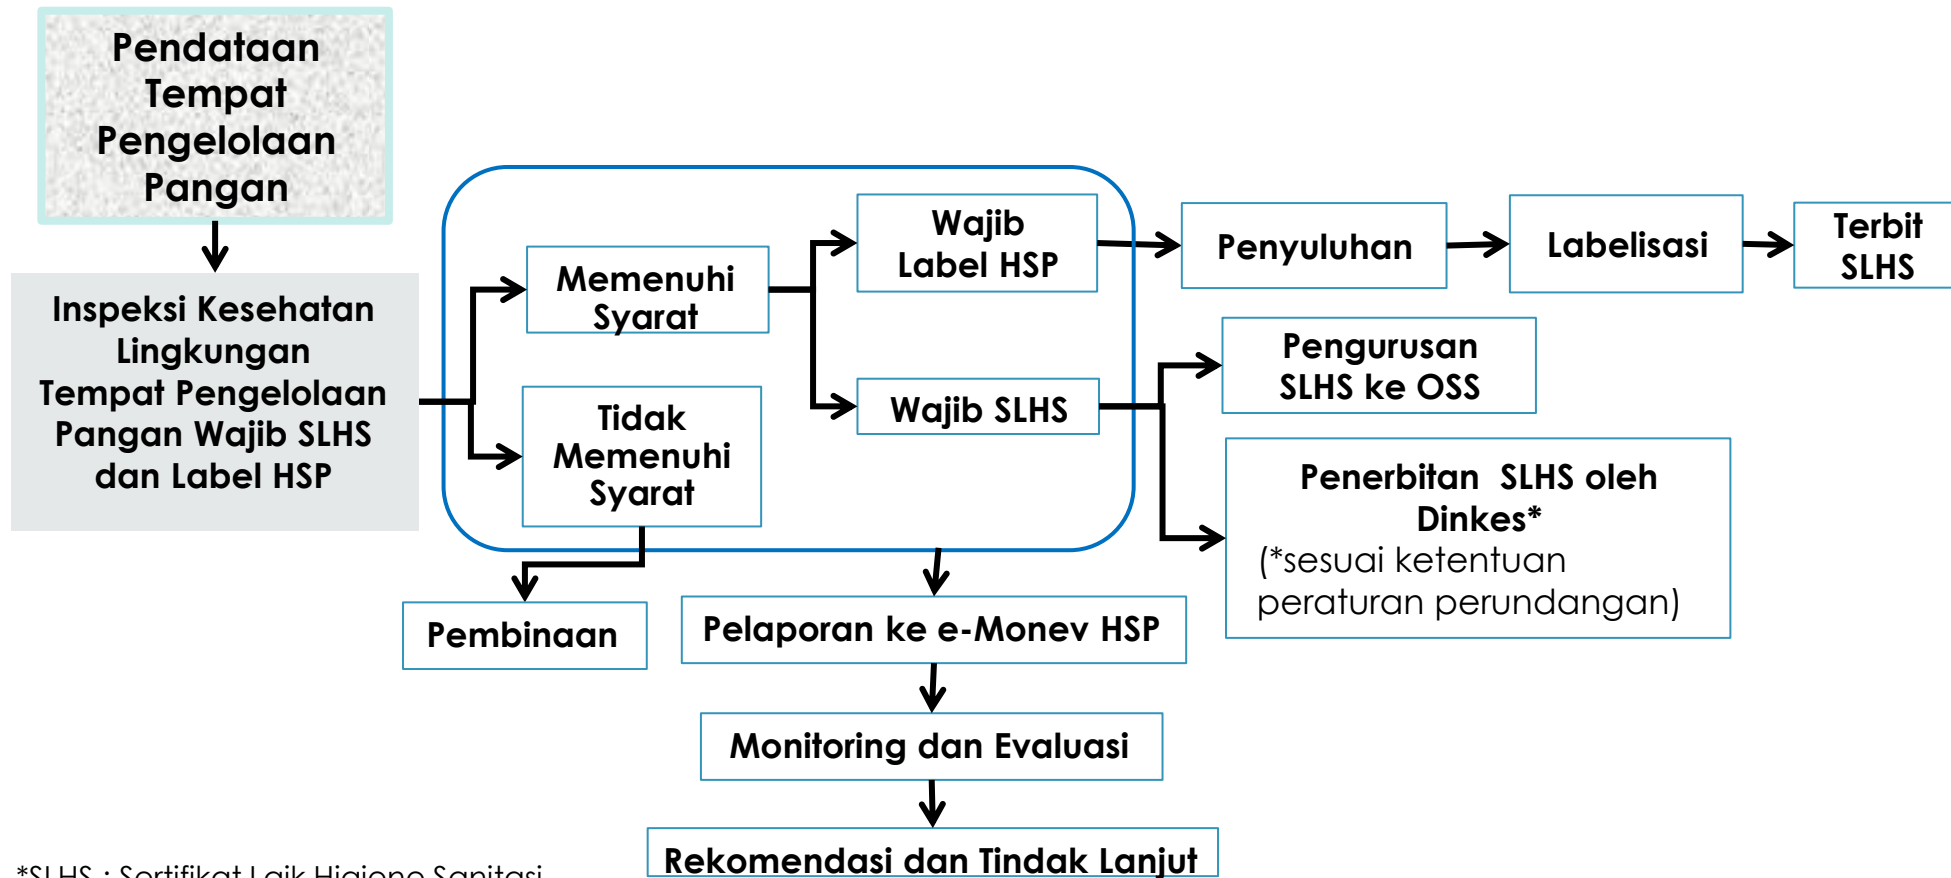 Pendataan
Tempat
Pengelolaan
Pangan
Inspeksi Kesehatan
Lingkungan
Tempat Pengelolaan
Pangan Wajib SLHS
dan Label HSP
Memenuhi
Syarat
Tidak
Memenuhi
Syarat
Wajib
Label HSP
Wajib SLHS
Penyuluhan
Labelisasi
Terbit
SLHS
Pengurusan
SLHS ke OSS
Penerbitan SLHS oleh
Dinkes*
(*sesuai ketentuan
peraturan perundangan)
Pembinaan
Pelaporan ke e-Monev HSP
Monitoring dan Evaluasi
Rekomendasi dan Tindak Lanjut
*SLHS : Sertifikat Laik Higiene Sanitasi